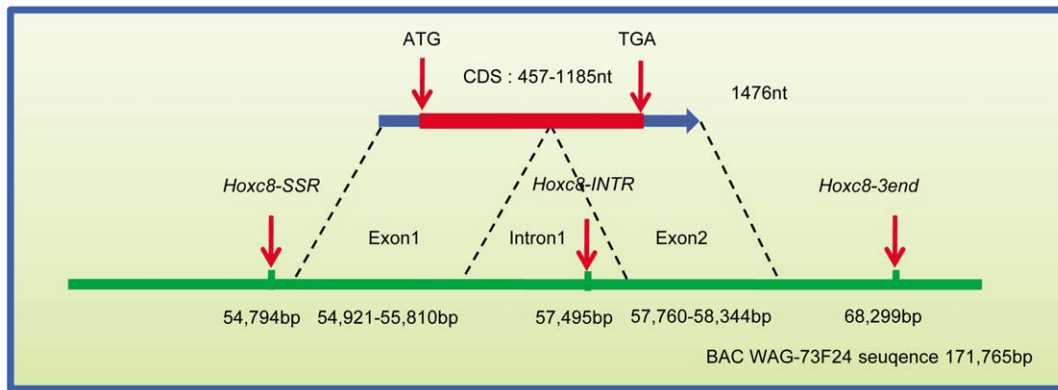 ATG
TGA
CDS : 457-1185nt
1476nt
Hoxc8-SSR
Hoxc8-INTR
Hoxc8-3end
Exon1
Intron1
Exon2
54,794bp
54,921-55,810bp
57,495bp
57,760-58,344bp
68,299bp
BAC WAG-73F24 seuqence 171,765bp